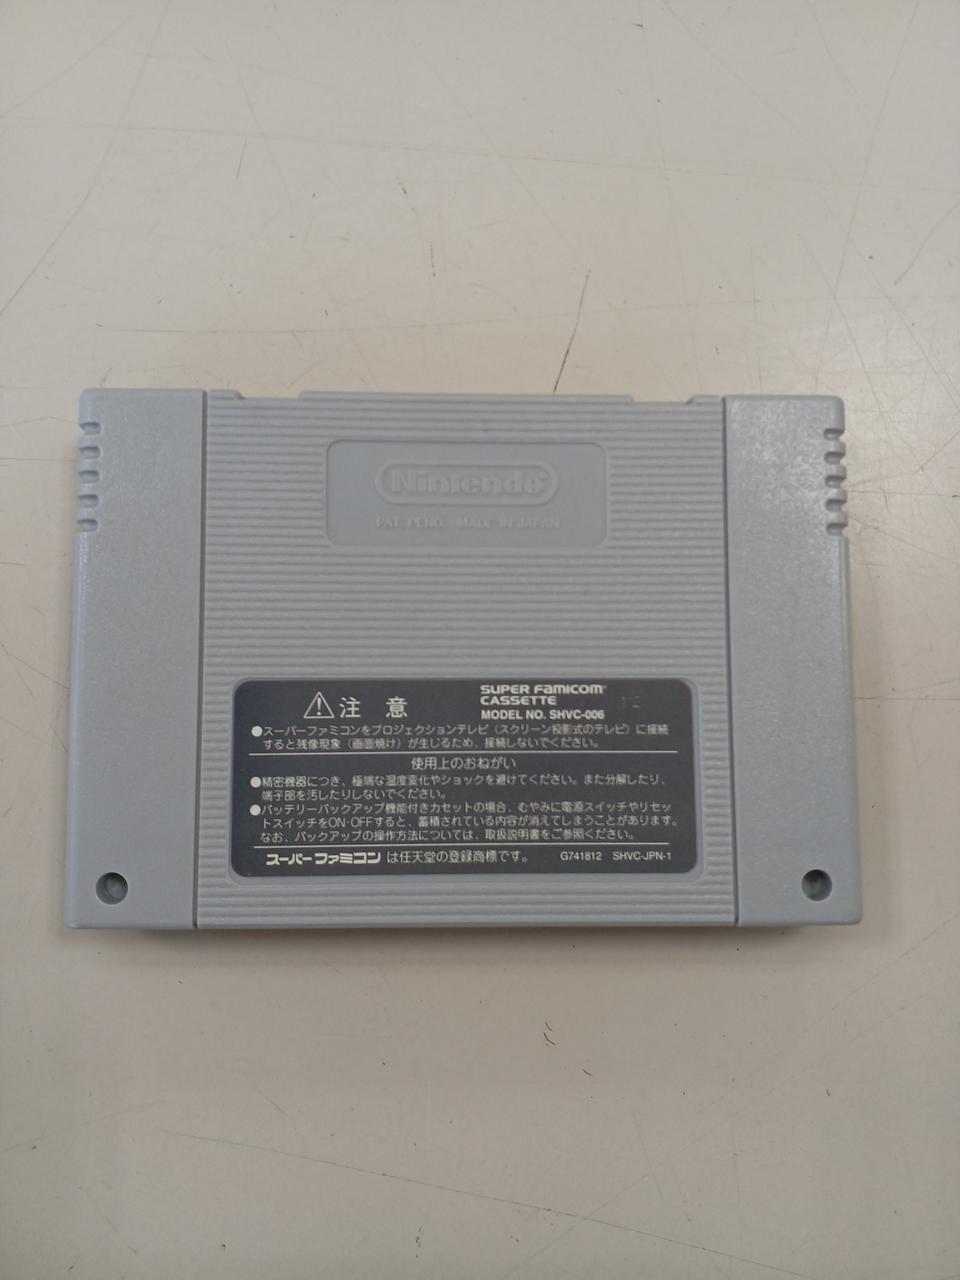 Nintendo
PAT. PEND. MADE IN JAPAN
注 意
SUPER FAMICOM
CASSETTE
MODEL NO. SHVC-006
●スーパーファミコンをプロジェクションテレビ(スクリーン投影式のテレビ)に接続
すると残像現象(画面焼け)が生じるため、接続しないでください。
使用上のおねがい
●精密機器につき、極端な温度変化やショックを避けてください。また分解したり、
端子部を汚したりしないでください。
●バッテリーバックアップ機能付きカセットの場合、むやみに電源スイッチやリセッ
トスイッチをON・OFFすると、蓄積されている内容が消えてしまうことがあります。
なお、バックアップの操作方法については、取扱説明書をご参照ください。
スーパーファミコン は任天堂の登録商標です。 G741812 SHVC-JPN-1